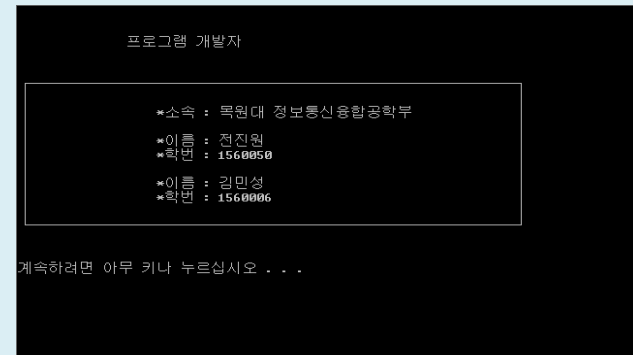 프로그램 개발자
*소속 : 목원대 정보통신융합공학부
*이름 : 전진원
*학번 : 1560050
*이름 : 김민성
*학번 : 1560006
계속하려면 아무 키나 누르십시오 . . .